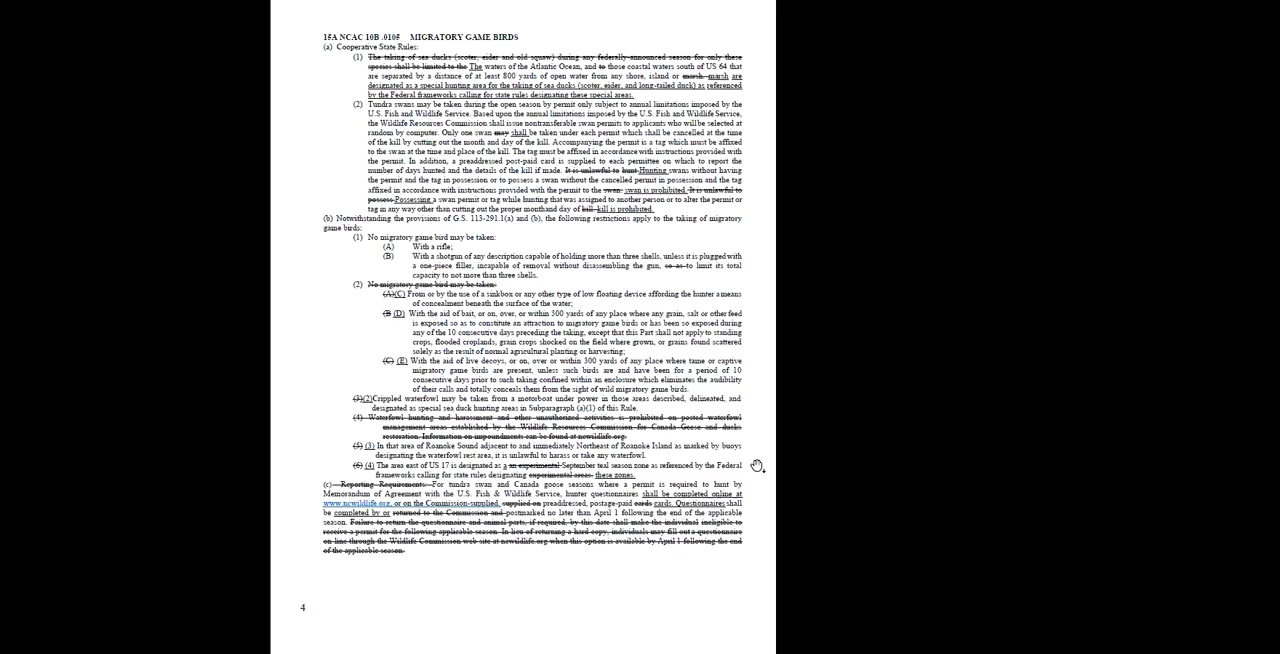 15A NCAC 10B .0105 MIGRATORY GAME BIRDS
(a) Cooperative State Rules:
(1) The taking of sea ducks (scoter, eider and old squaw) during any federally-announced season for only these
species shall be limited to the The waters of the Atlantic Ocean, and to those coastal waters south of US 64 that
are separated by a distance of at least 800 yards of open water from any shore, island or marsh. marsh are
designated as a special hunting area for the taking of sea ducks (scoter, eider, and long-tailed duck) as referenced
by the Federal frameworks calling for state rules designating these special areas.
(2) Tundra swans may be taken during the open season by permit only subject to annual limitations imposed by the
U.S. Fish and Wildlife Service. Based upon the annual limitations imposed by the U.S. Fish and Wildlife Service,
the Wildlife Resources Commission shall issue nontransferable swan permits to applicants who will be selected at
random by computer. Only one swan may shall be taken under each permit which shall be cancelled at the time
of the kill by cutting out the month and day of the kill. Accompanying the permit is a tag which must be affixed
to the swan at the time and place of the kill. The tag must be affixed in accordance with instructions provided with
the permit. In addition, a preaddressed post-paid card is supplied to each permittee on which to report the
number of days hunted and the details of the kill if made. It is unlawful to hunt Hunting swans without having
the permit and the tag in possession or to possess a swan without the cancelled permit in possession and the tag
affixed in accordance with instructions provided with the permit to the swan. swan is prohibited. It is unlawful to
possess Possessing a swan permit or tag while hunting that was assigned to another person or to alter the permit or
tag in any way other than cutting out the proper month and day of kill. kill is prohibited.
(b) Notwithstanding the provisions of G.S. 113-291.1(a) and (b), the following restrictions apply to the taking of migratory
game birds:
(1) No migratory game bird may be taken:
(A) With a rifle;
(B) With a shotgun of any description capable of holding more than three shells, unless it is plugged with
a one-piece filler, incapable of removal without disassembling the gun, so as to limit its total
capacity to not more than three shells.
(2) No migratory game bird may be taken:
(A)(C) From or by the use of a sinkbox or any other type of low floating device affording the hunter a means
of concealment beneath the surface of the water;
(B (D) With the aid of bait, or on, over, or within 300 yards of any place where any grain, salt or other feed
is exposed so as to constitute an attraction to migratory game birds or has been so exposed during
any of the 10 consecutive days preceding the taking, except that this Part shall not apply to standing
crops, flooded croplands, grain crops shocked on the field where grown, or grains found scattered
solely as the result of normal agricultural planting or harvesting;
(C) (E) With the aid of live decoys, or on, over or within 300 yards of any place where tame or captive
migratory game birds are present, unless such birds are and have been for a period of 10
consecutive days prior to such taking confined within an enclosure which eliminates the audibility
of their calls and totally conceals them from the sight of wild migratory game birds.
(3)(2)Crippled waterfowl may be taken from a motorboat under power in those areas described, delineated, and
designated as special sea duck hunting areas in Subparagraph (a)(1) of this Rule.
(4) Waterfowl hunting and harassment and other unauthorized activities is prohibited on posted waterfowl
management areas established by the Wildlife Resources Commission for Canada Geese and ducks
restoration. Information on impoundments can be found at ncwildlife.org.
(5) (3) In that area of Roanoke Sound adjacent to and immediately Northeast of Roanoke Island as marked by buoys
designating the waterfowl rest area, it is unlawful to harass or take any waterfowl.
(6) (4) The area east of US 17 is designated as a an experimental September teal season zone as referenced by the Federal
frameworks calling for state rules designating experimental areas. these zones.
(c) Reporting Requirements: For tundra swan and Canada goose seasons where a permit is required to hunt by
Memorandum of Agreement with the U.S. Fish & Wildlife Service, hunter questionnaires shall be completed online at
www.ncwildlife.org, or on the Commission-supplied, supplied on preaddressed, postage-paid cards cards. Questionnaires shall
be completed by or returned to the Commission and postmarked no later than April 1 following the end of the applicable
season. Failure to return the questionnaire and animal parts, if required, by this date shall make the individual ineligible to
receive a permit for the following applicable season. In lieu of returning a hard copy, individuals may fill out a questionnaire
on-line through the Wildlife Commission web site at ncwildlife.org when this option is available by April 1 following the end
of the applicable season.
4